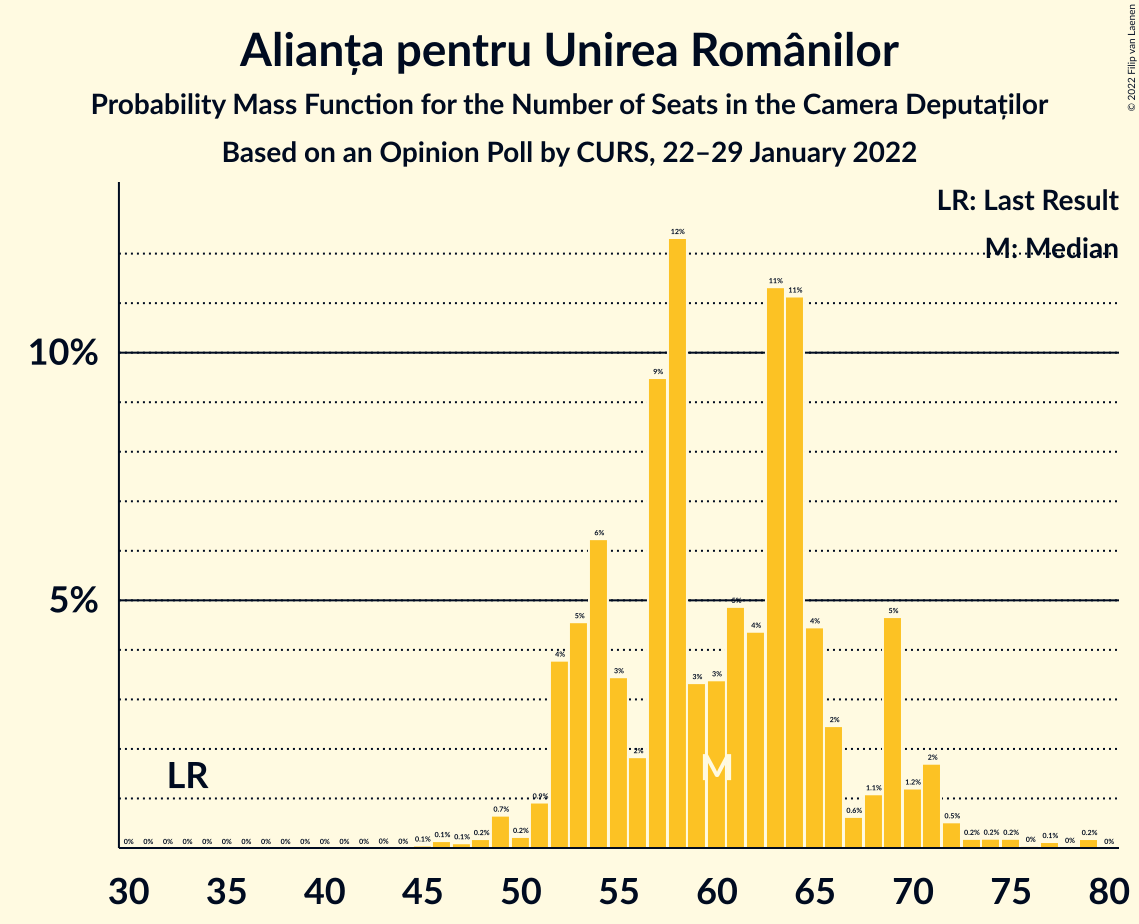 Alianța pentru Unirea Românilor
Probability Mass Function for the Number of Seats in the Camera Deputaților
Based on an Opinion Poll by CURS, 22–29 January 2022
© 2022 Filip van Laenen
LR: Last Result
M: Median
10%
5%
LR
M
0% 0% 0% 0% 0% 0% 0% 0% 0% 0% 0% 0% 0% 0% 0% 0.1% 0.1% 0.1% 0.2% 0.7% 0.2% 0.9% 4% 5% 6% 3% 2% 9% 12% 3% 3% 5% 4% 11% 11% 4% 2% 0.6% 1.1% 5% 1.2% 2% 0.5% 0.2% 0.2% 0.2% 0% 0.1% 0% 0.2% 0%
30 35 40 45 50 55 60 65 70 75 80